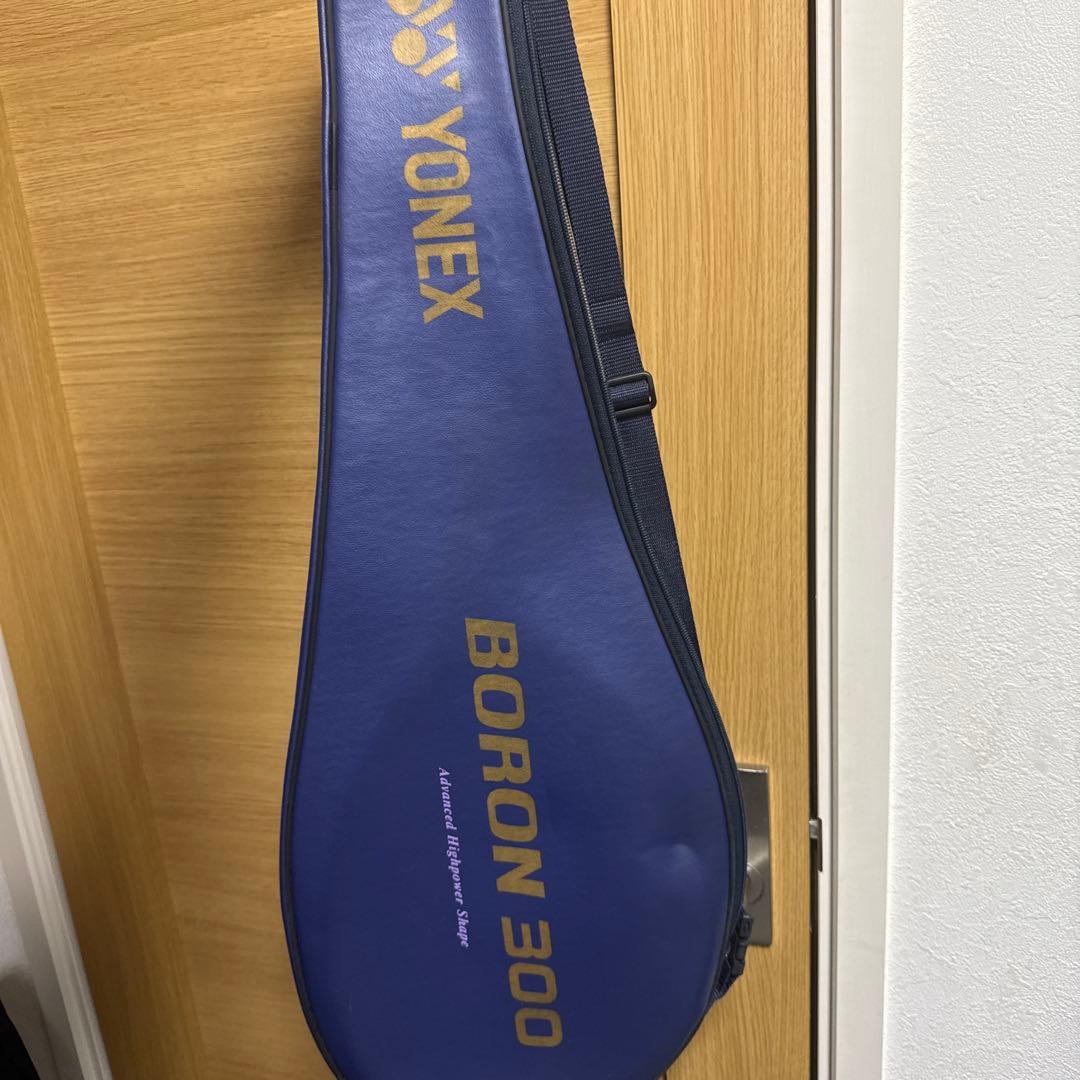 YONEX
BORON 300
Advanced Highpower Shape